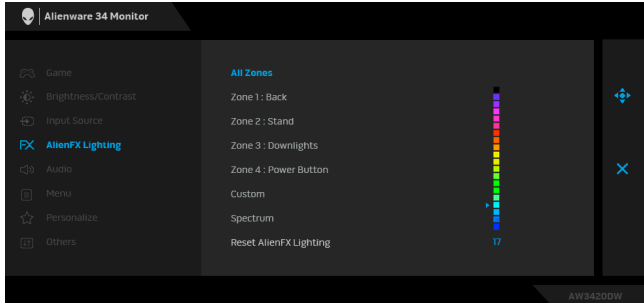 Alienware 34 Monitor
Game
Brightness/Contrast
Input Source
FX AlienFX Lighting
Audio
Menu
Personalize
Others
All Zones
Zone 1 : Back
Zone 2 : Stand
Zone 3 : Downlights
Zone 4 : Power Button
Custom
Spectrum
Reset AlienFX Lighting
17
AW3420DW